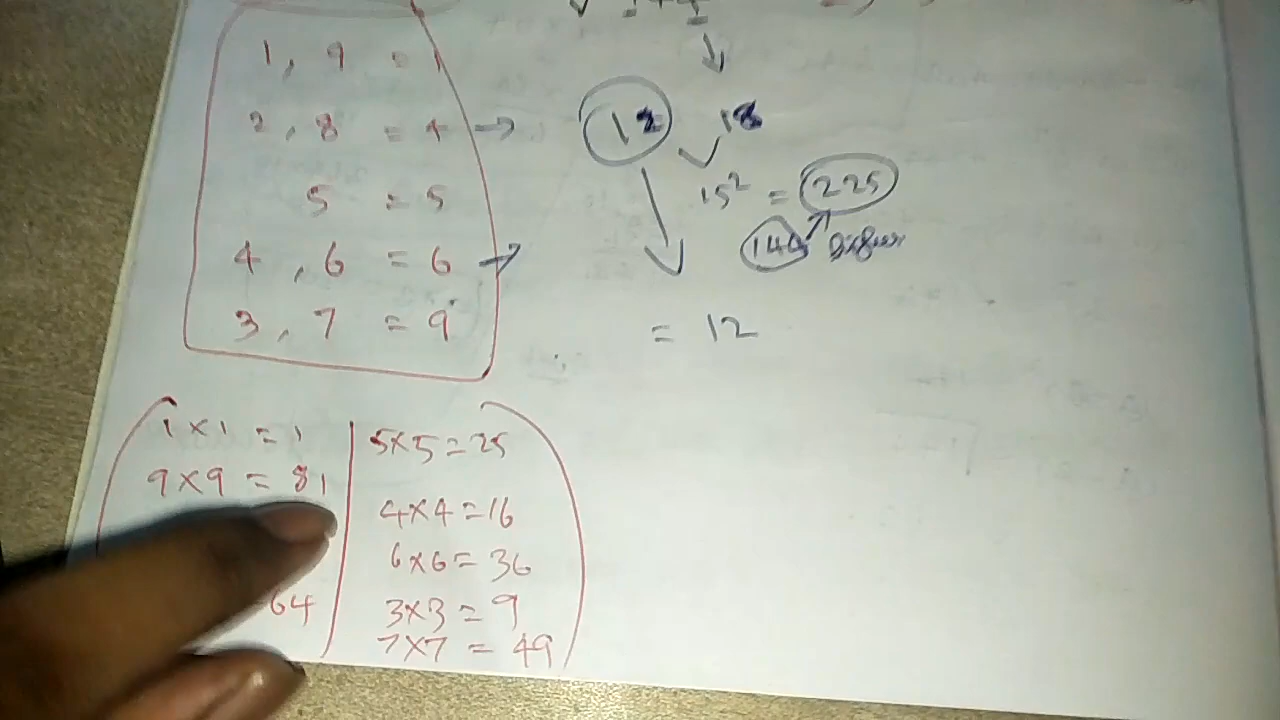 1, 9 = 1
2, 8 = 4 →
5 = 5
4, 6 = 6 →
3, 7 = 9
12 18
15² = 225
144
= 12
1×1 = 1
9×9 = 81
64
5×5=25
4×4=16
6×6=36
3×3=9
7×7 = 49